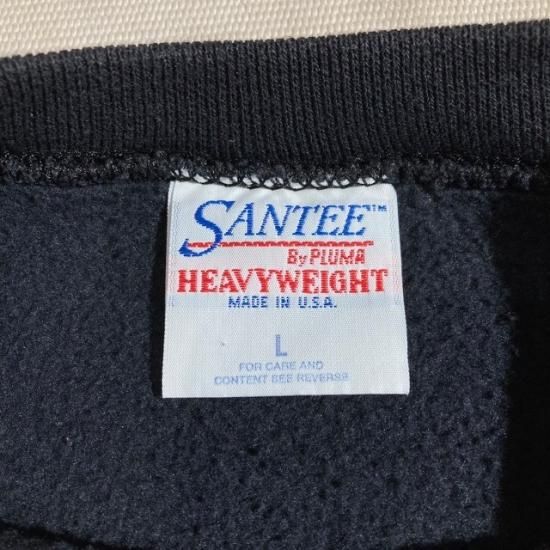 SANTEE™
By PLUMA
HEAVYWEIGHT
MADE IN U.S.A.
L
FOR CARE AND
CONTENT SEE REVERSE